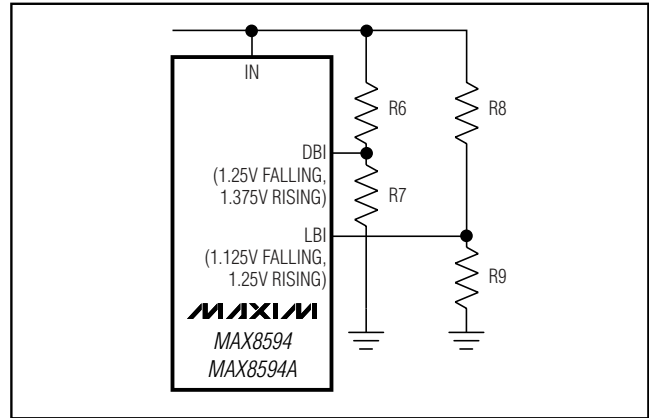 IN
R6
R8
DBI
(1.25V FALLING,
1.375V RISING)
R7
LBI
(1.125V FALLING,
1.25V RISING)
R9
MAXIM
MAX8594
MAX8594A